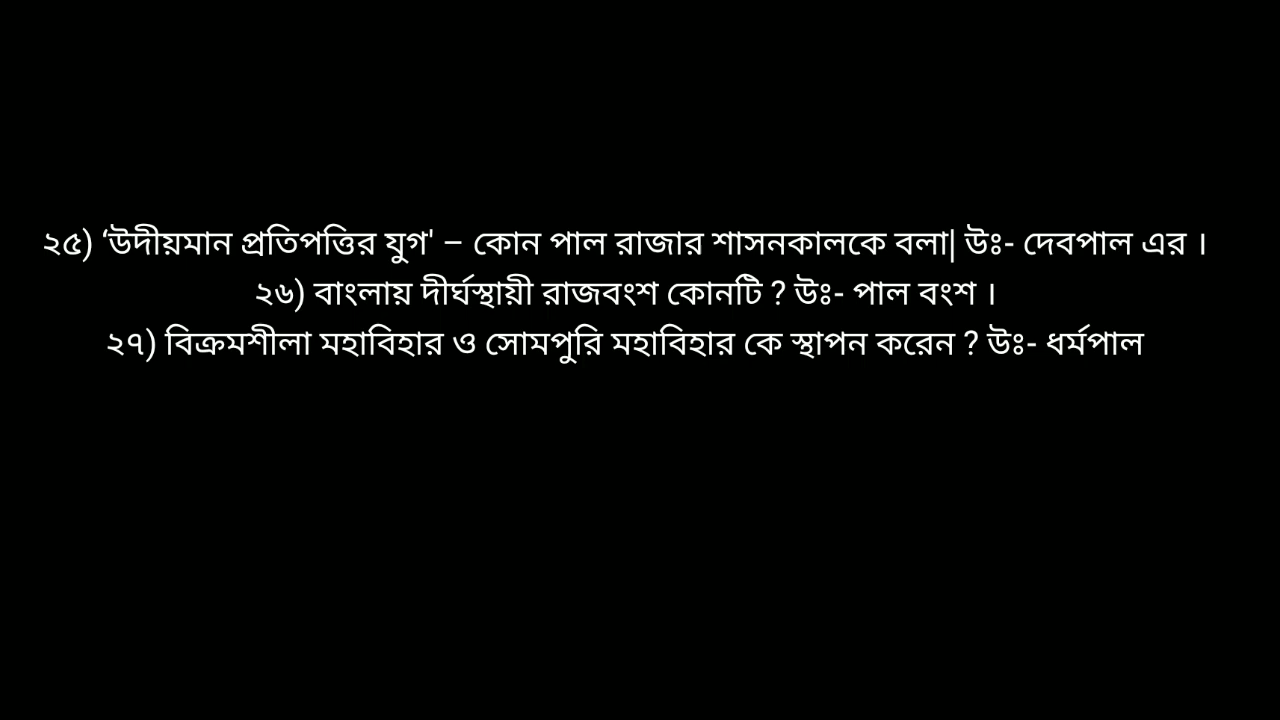 ২৫) ‘উদীয়মান প্রতিপত্তির যুগ' – কোন পাল রাজার শাসনকালকে বলা| উঃ- দেবপাল এর ।
২৬) বাংলায় দীর্ঘস্থায়ী রাজবংশ কোনটি ? উঃ- পাল বংশ ।
২৭) বিক্রমশীলা মহাবিহার ও সোমপুরি মহাবিহার কে স্থাপন করেন ? উঃ- ধর্মপাল